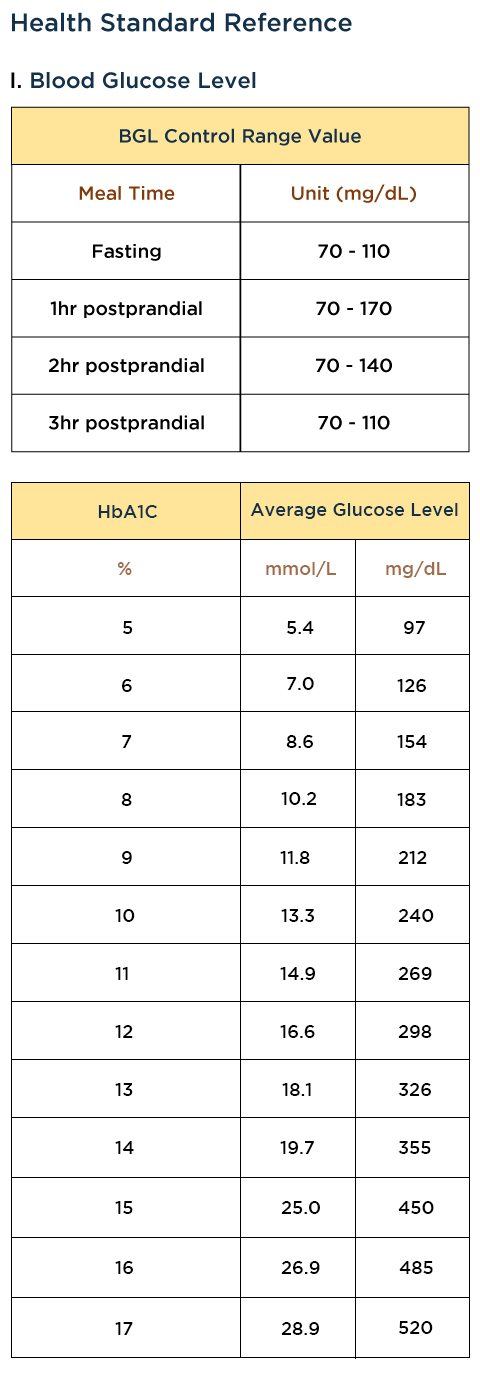 Health Standard Reference
I. Blood Glucose Level
BGL Control Range Value
Meal Time Unit (mg/dL)
Fasting 70 - 110
1hr postprandial 70 - 170
2hr postprandial 70 - 140
3hr postprandial 70 - 110
HbA1C Average Glucose Level
% mmol/L mg/dL
5 5.4 97
6 7.0 126
7 8.6 154
8 10.2 183
9 11.8 212
10 13.3 240
11 14.9 269
12 16.6 298
13 18.1 326
14 19.7 355
15 25.0 450
16 26.9 485
17 28.9 520